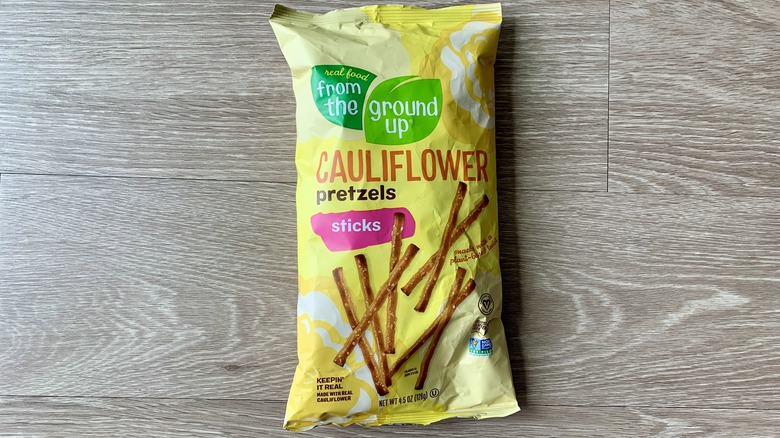 real food
from
the
ground
up
CAULIFLOWER
pretzels
sticks
KEEPIN'
IT REAL
MADE WITH REAL
CAULIFLOWER
NET WT 4.5 OZ (128g)